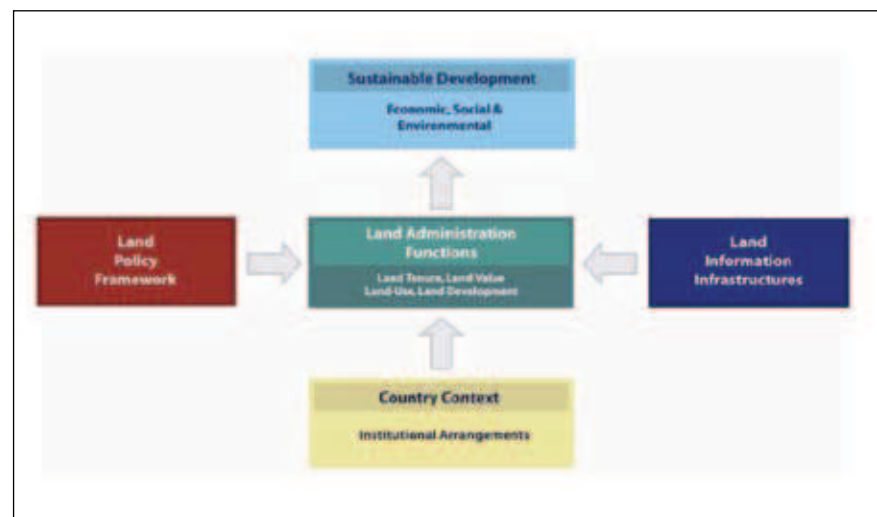 Sustainable Development
Economic, Social &
Environmental
Land
Policy
Framework
Land Administration
Functions
Land Tenure, Land Value
Land-Use, Land Development
Land
Information
Infrastructures
Country Context
Institutional Arrangements